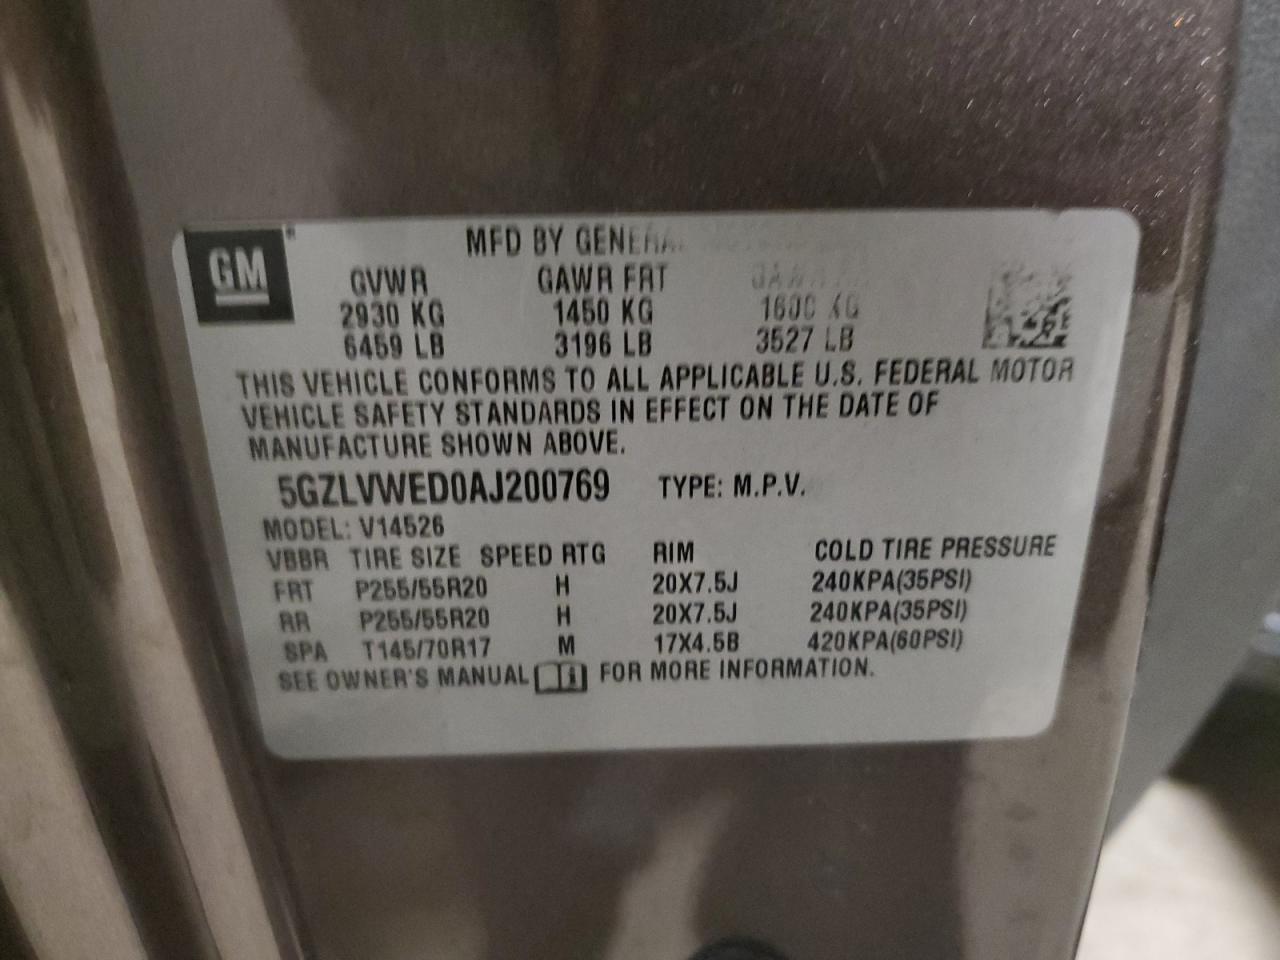 GM
MFD BY GENERAL
GVWR GAWR FRT GAWR
2930 KG 1450 KG 1600 KG
6459 LB 3196 LB 3527 LB
THIS VEHICLE CONFORMS TO ALL APPLICABLE U.S. FEDERAL MOTOR
VEHICLE SAFETY STANDARDS IN EFFECT ON THE DATE OF
MANUFACTURE SHOWN ABOVE.
5GZLVWED0AJ200769 TYPE: M.P.V.
MODEL: V14526
VBBR TIRE SIZE SPEED RTG RIM COLD TIRE PRESSURE
FRT P255/55R20 H 20X7.5J 240KPA(35PSI)
RR P255/55R20 H 20X7.5J 240KPA(35PSI)
SPA T145/70R17 M 17X4.5B 420KPA(60PSI)
SEE OWNER'S MANUAL FOR MORE INFORMATION.